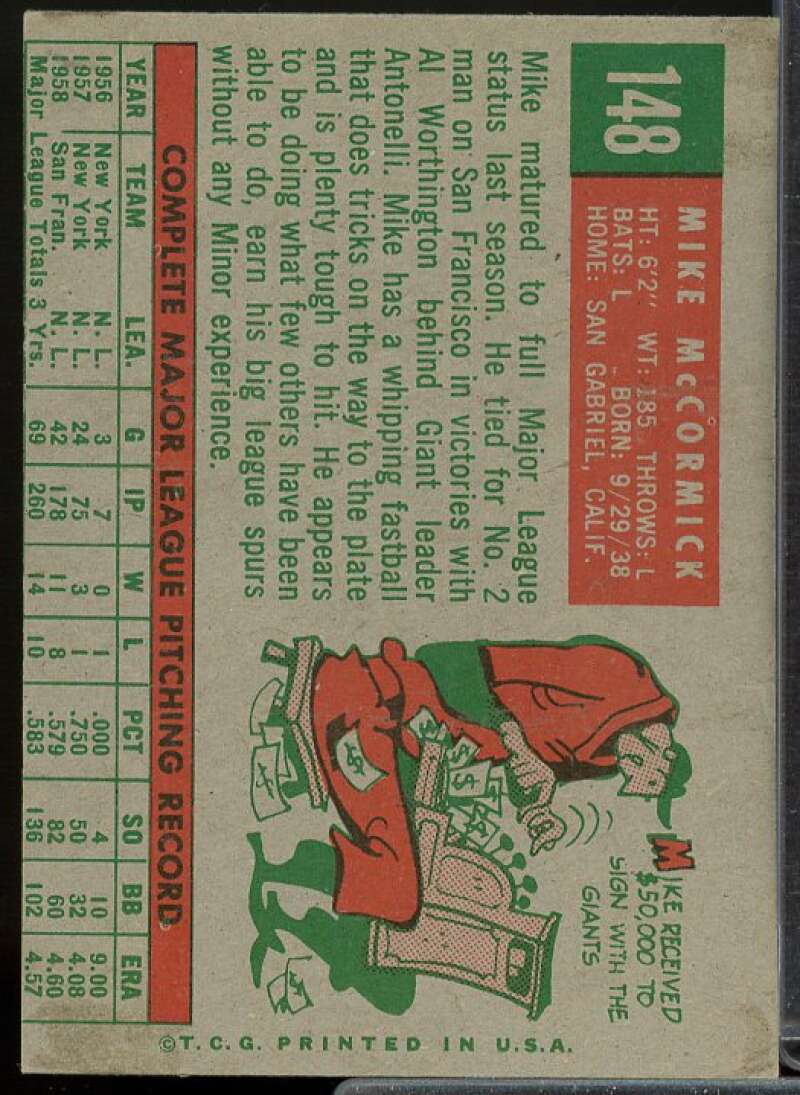 148
MIKE McCORMICK
HT: 6'2" WT: 185 THROWS: L
BATS: L BORN: 9/29/38
HOME: SAN GABRIEL, CALIF.
Mike matured to full Major League
status last season. He tied for No. 2
man on San Francisco in victories with
Al Worthington behind Giant leader
Antonelli. Mike has a whipping fastball
that does tricks on the way to the plate
and is plenty tough to hit. He appears
to be doing what few others have been
able to do, earn his big league spurs
without any Minor experience.
MIKE RECEIVED
$50,000 TO
SIGN WITH THE
GIANTS
COMPLETE MAJOR LEAGUE PITCHING RECORD
YEAR TEAM LEA. G IP W L PCT SO BB ERA
1956 New York N. L. 3 7 0 1 .000 4 10 9.00
1957 New York N. L. 24 75 3 1 .750 50 32 4.08
1958 San Fran. N. L. 42 178 11 8 .579 82 60 4.60
Major League Totals 3 Yrs. 69 260 14 10 .583 136 102 4.57
©T. C. G. PRINTED IN U.S.A.